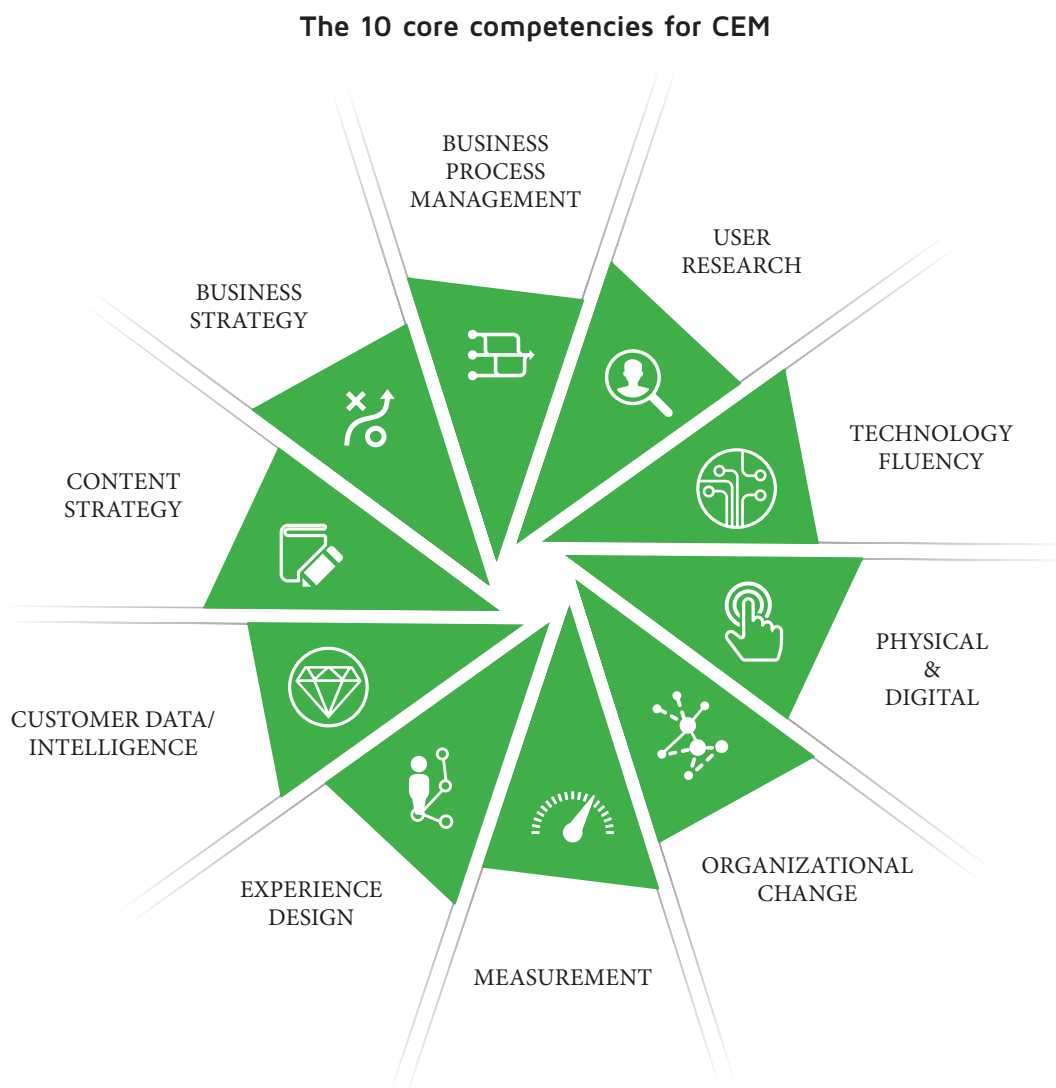 The 10 core competencies for CEM
BUSINESS
PROCESS
MANAGEMENT
USER
RESEARCH
TECHNOLOGY
FLUENCY
PHYSICAL
&
DIGITAL
ORGANIZATIONAL
CHANGE
MEASUREMENT
EXPERIENCE
DESIGN
CUSTOMER DATA/
INTELLIGENCE
CONTENT
STRATEGY
BUSINESS
STRATEGY